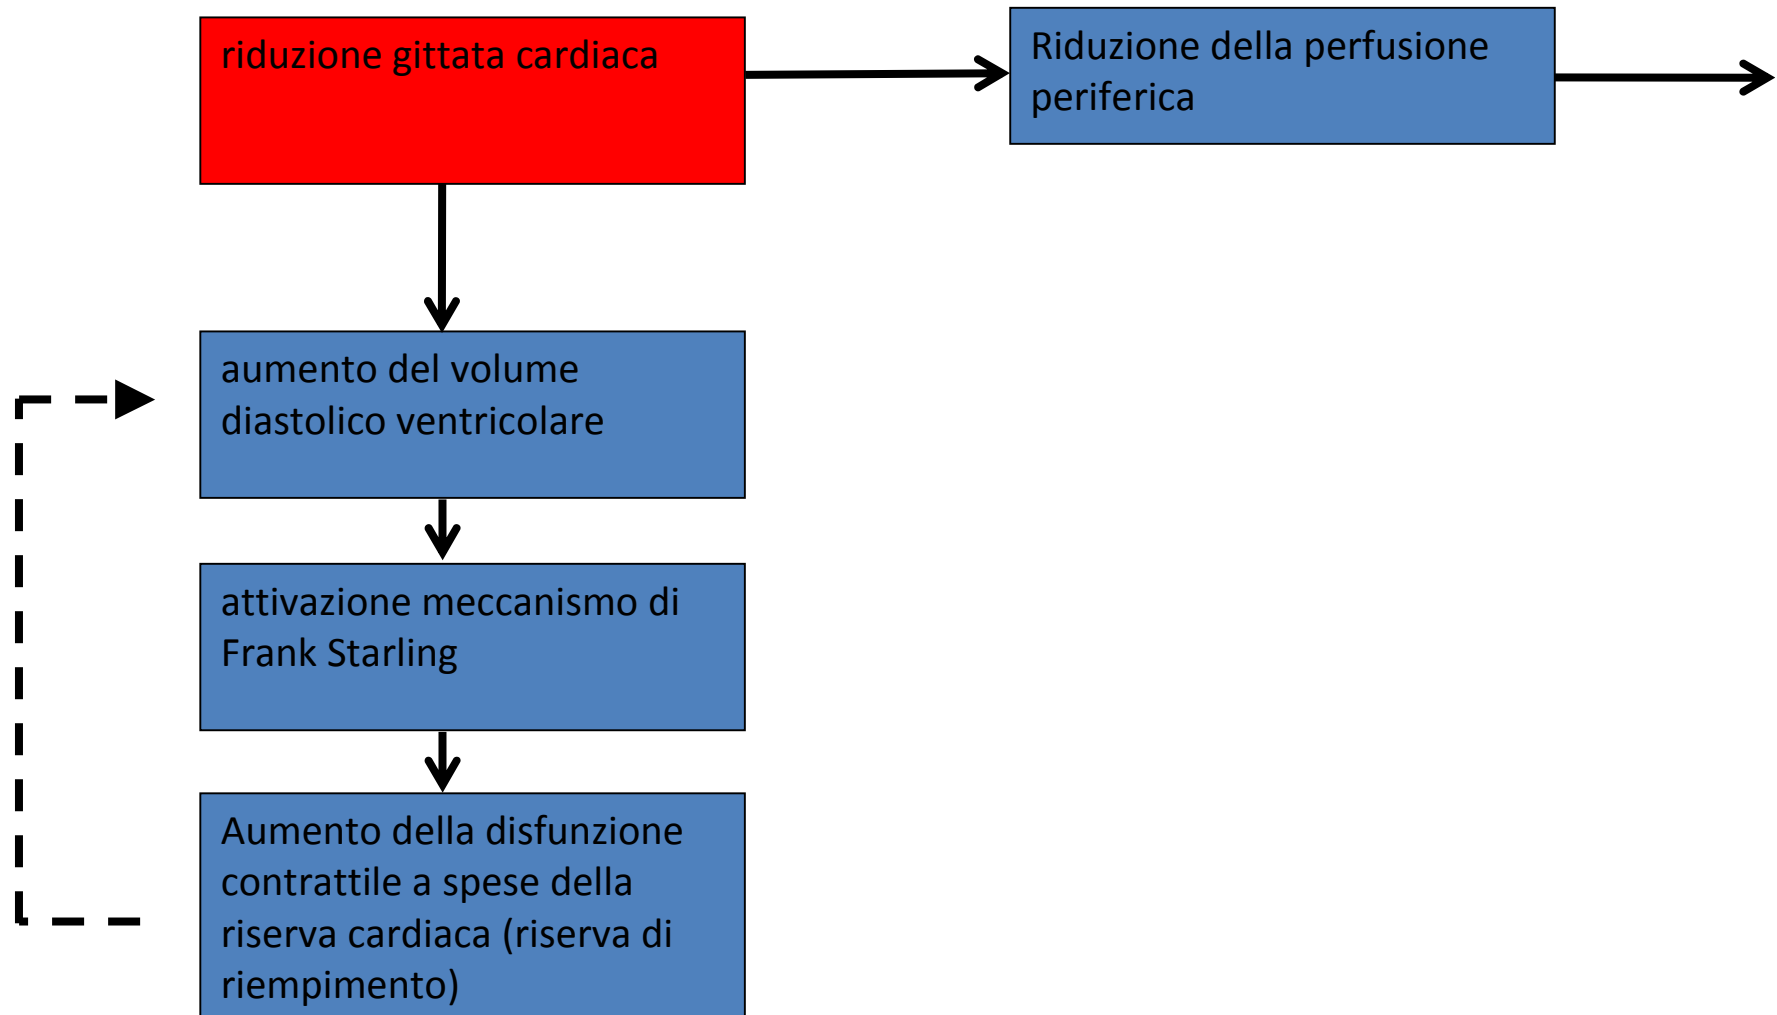 riduzione gittata cardiaca
Riduzione della perfusione
periferica
aumento del volume
diastolico ventricolare
attivazione meccanismo di
Frank Starling
Aumento della disfunzione
contrattile a spese della
riserva cardiaca (riserva di
riempimento)